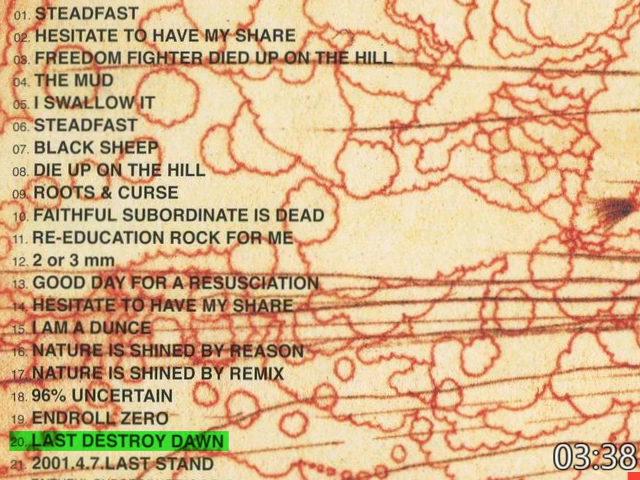 01. STEADFAST
02. HESITATE TO HAVE MY SHARE
03. FREEDOM FIGHTER DIED UP ON THE HILL
04. THE MUD
05. I SWALLOW IT
06. STEADFAST
07. BLACK SHEEP
08. DIE UP ON THE HILL
09. ROOTS & CURSE
10. FAITHFUL SUBORDINATE IS DEAD
11. RE-EDUCATION ROCK FOR ME
12. 2 or 3 mm
13. GOOD DAY FOR A RESUSCIATION
14. HESITATE TO HAVE MY SHARE
15. I AM A DUNCE
16. NATURE IS SHINED BY REASON
17. NATURE IS SHINED BY REMIX
18. 96% UNCERTAIN
19. ENDROLL ZERO
20. LAST DESTROY DAWN
21. 2001.4.7.LAST STAND
03:38